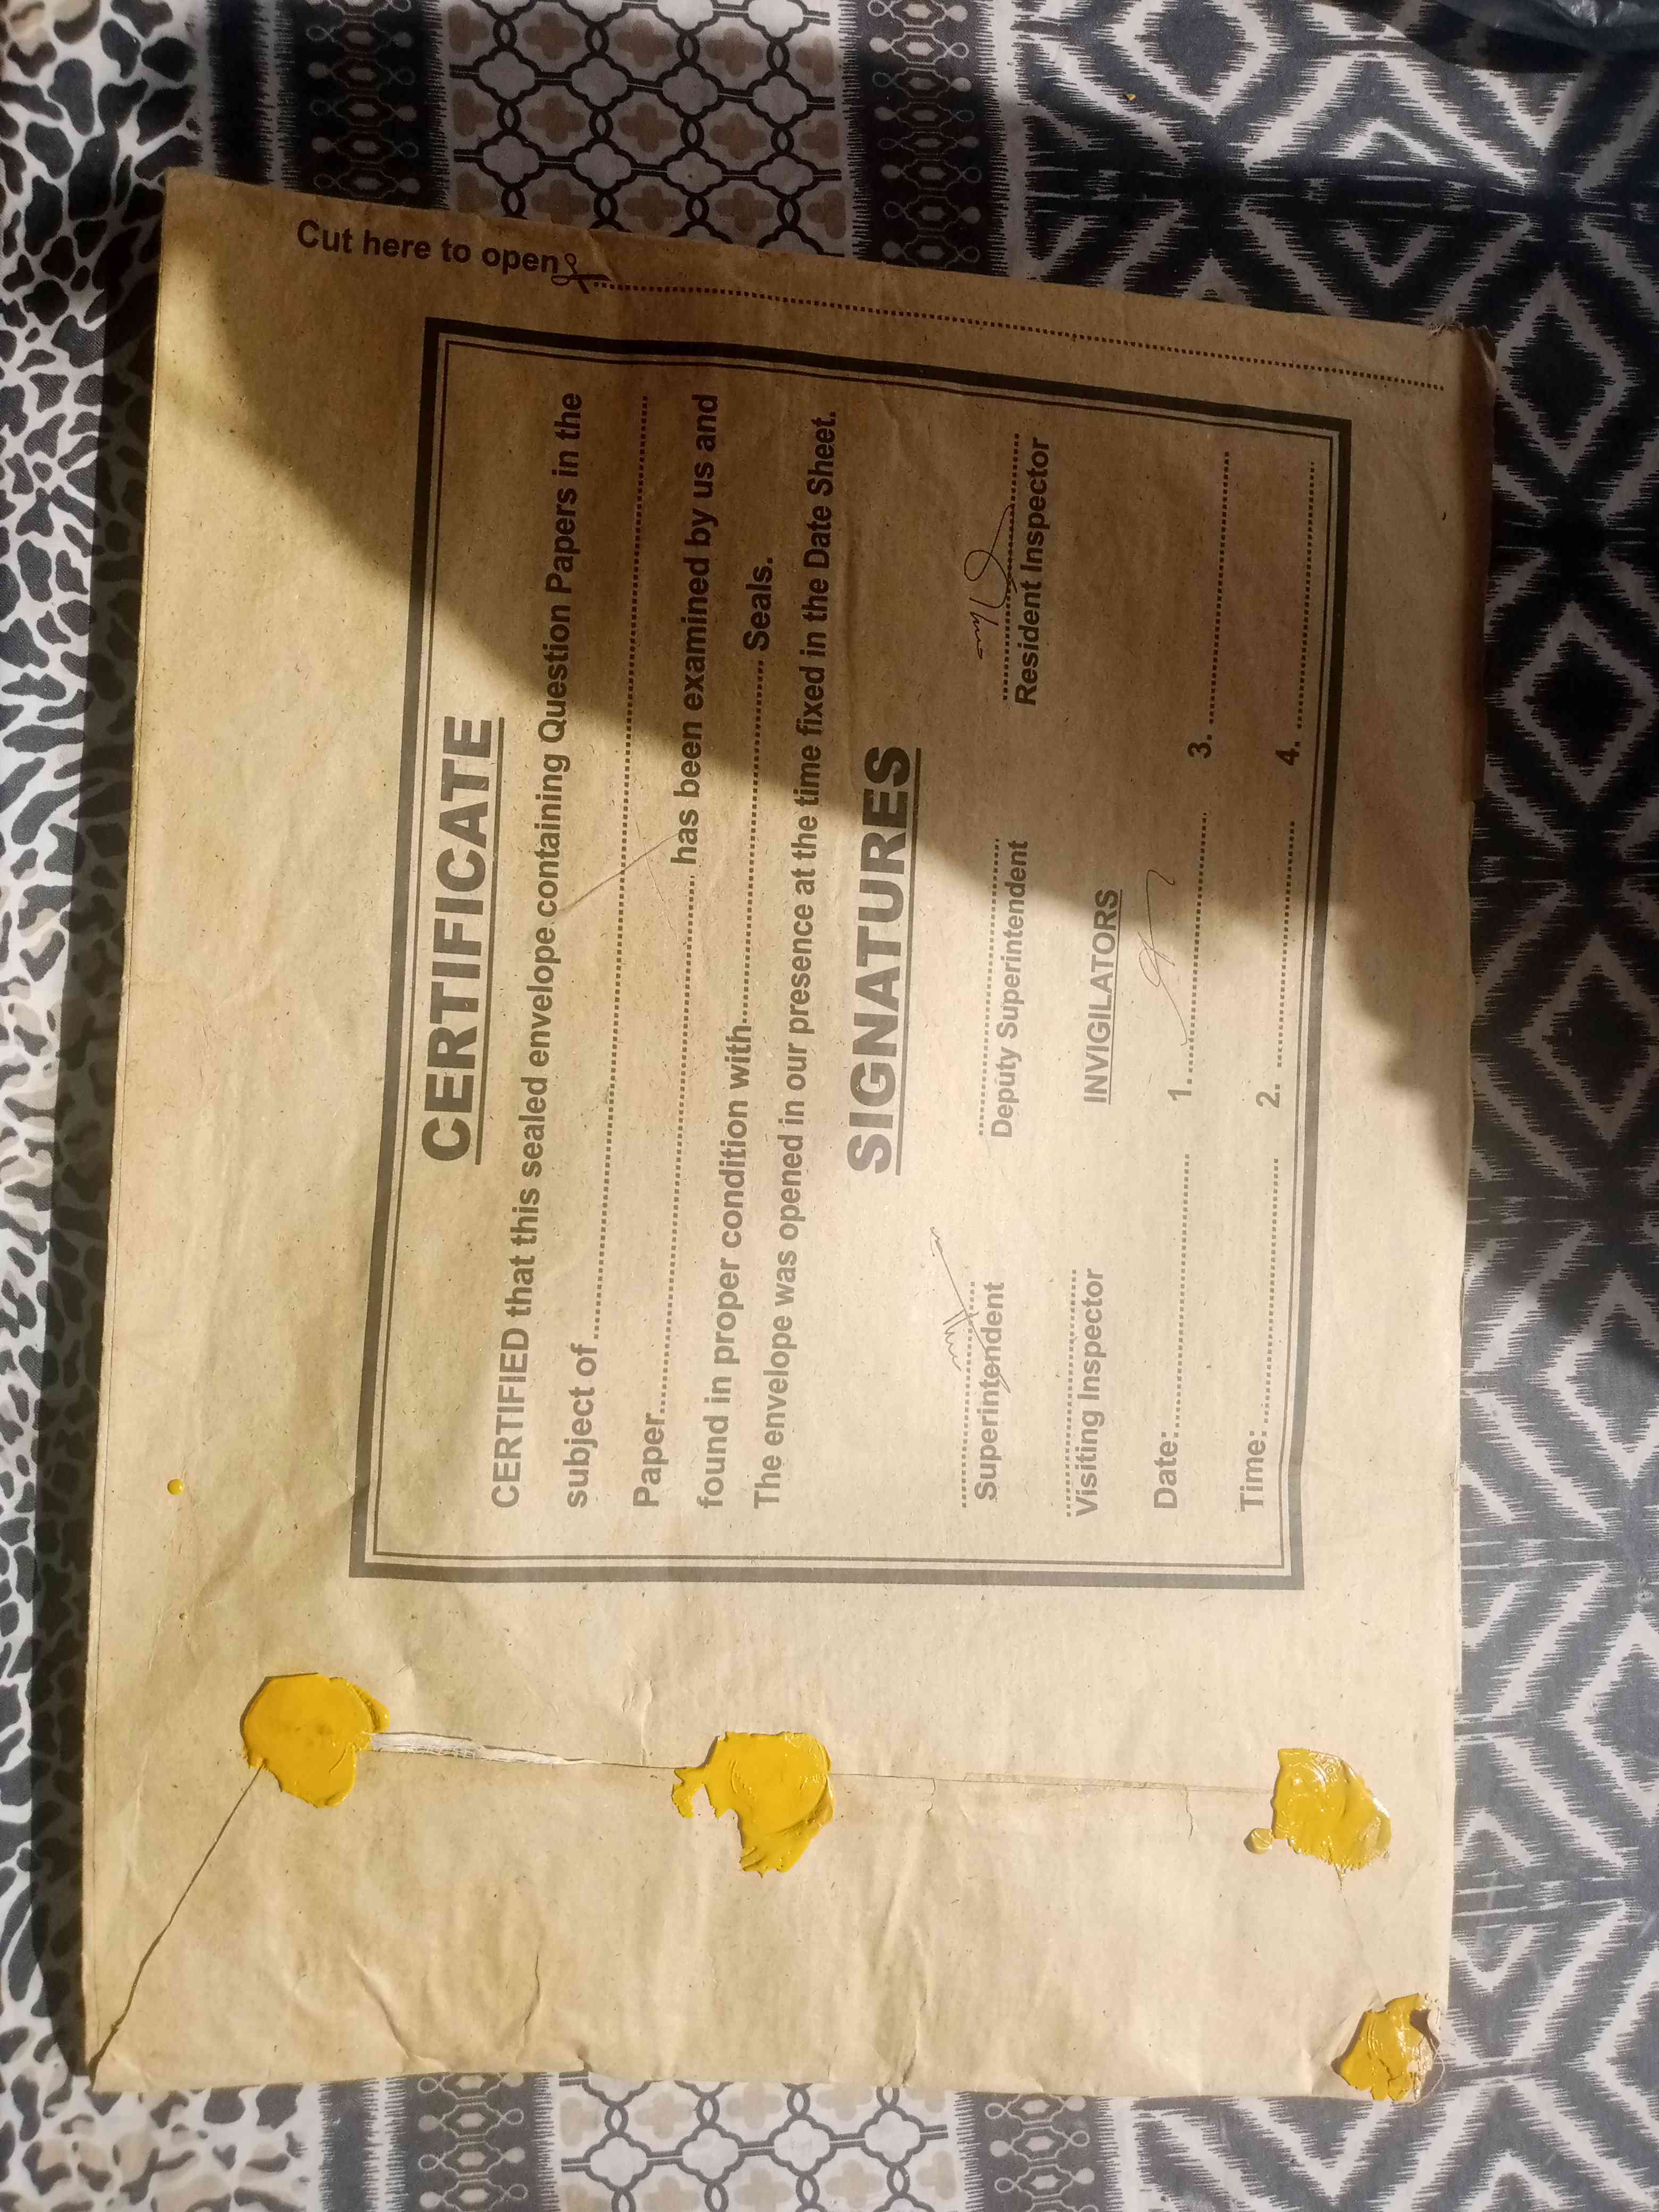 Cut here to open
CERTIFICATE
CERTIFIED that this sealed envelope containing Question Papers in the
subject of
Paper has been examined by us and
found in proper condition with Seals.
The envelope was opened in our presence at the time fixed in the Date Sheet.
SIGNATURES
Superintendent Deputy Superintendent Resident Inspector
Visiting Inspector INVIGILATORS
Date: 1. 3.
Time: 2. 4.